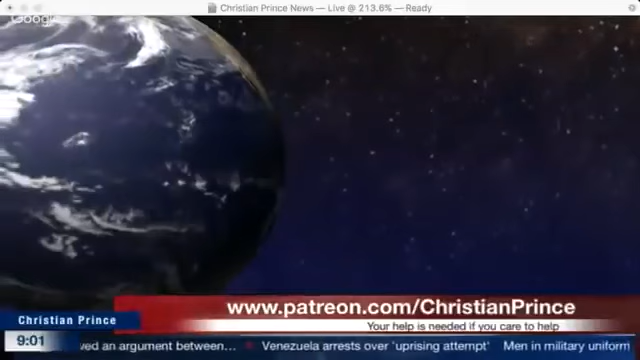 Christian Prince News — Live @ 213.6% — Ready
Google
www.patreon.com/ChristianPrince
Your help is needed if you care to help
Christian Prince
9:01
ved an argument between... Venezuela arrests over 'uprising attempt' Men in military uniform